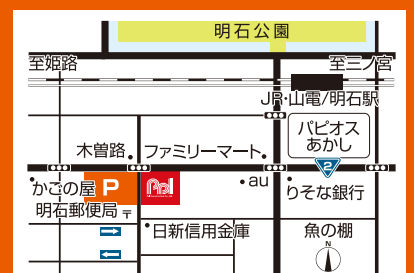 明石公園
至姫路
至三ノ宮
JR・山電/明石駅
パピオス
あかし
木曽路
ファミリーマート
2
かごの屋
P
au
りそな銀行
明石郵便局
〒
日新信用金庫
魚の棚
N